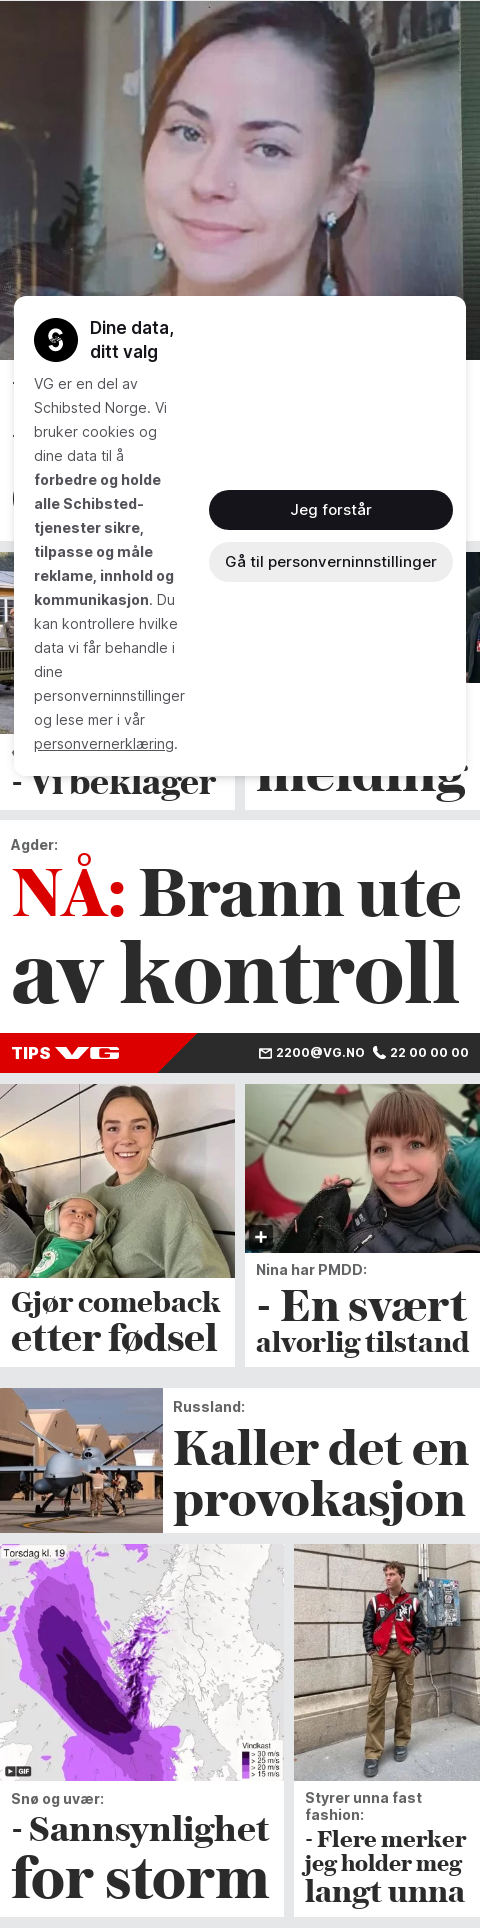 Dine data,
ditt valg
VG er en del av
Schibsted Norge. Vi
bruker cookies og
dine data til å
forbedre og holde
alle Schibsted-
tjenester sikre,
tilpasse og måle
reklame, innhold og
kommunikasjon. Du
kan kontrollere hvilke
data vi får behandle i
dine
personverninnstillinger
og lese mer i vår
personvernerklæring.
Jeg forstår
Gå til personverninnstillinger
- Vi beklager
melding
Agder:
NÅ: Brann ute
av kontroll
TIPS VG
2200@VG.NO 22 00 00 00
Gjør comeback
etter fødsel
Nina har PMDD:
- En svært
alvorlig tilstand
Russland:
Kaller det en
provokasjon
Torsdag kl. 19
Vindkast
> 30 m/s
> 25 m/s
> 20 m/s
> 15 m/s
GIF
Snø og uvær:
- Sannsynlighet
for storm
Styrer unna fast
fashion:
- Flere merker
jeg holder meg
langt unna